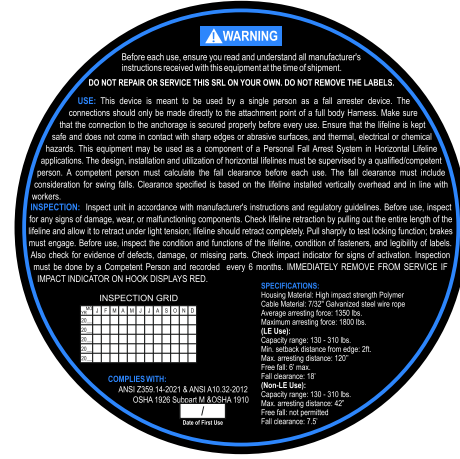 WARNING
Before each use, ensure you read and understand all manufacturer's
instructions received with this equipment at the time of shipment.
DO NOT REPAIR OR SERVICE THIS SRL ON YOUR OWN. DO NOT REMOVE THE LABELS.
USE: This device is meant to be used by a single person as a fall arrester device. The
connections should only be made directly to the attachment point of a full body Harness. Make sure
that the connection to the anchorage is secured properly before every use. Ensure that the lifeline is kept
safe and does not come in contact with sharp edges or abrasive surfaces, and thermal, electrical or chemical
hazards. This equipment may be used as a component of a Personal Fall Arrest System in Horizontal Lifeline
applications. The design, installation and utilization of horizontal lifelines must be supervised by a qualified/competent
person. A competent person must calculate the fall clearance before each use. The fall clearance must include
consideration for swing falls. Clearance specified is based on the lifeline installed vertically overhead and in line with
workers.
INSPECTION: Inspect unit in accordance with manufacturer's instructions and regulatory guidelines. Before use, inspect
for any signs of damage, wear, or malfunctioning components. Check lifeline retraction by pulling out the entire length of the
lifeline and allow it to retract under light tension; lifeline should retract completely. Pull sharply to test locking function; brakes
must engage. Before use, inspect the condition and functions of the lifeline, condition of fasteners, and legibility of labels.
Also check for evidence of defects, damage, or missing parts. Check impact indicator for signs of activation. Inspection
must be done by a Competent Person and recorded every 6 months. IMMEDIATELY REMOVE FROM SERVICE IF
IMPACT INDICATOR ON HOOK DISPLAYS RED.
INSPECTION GRID
YR MO J F M A M J J A S O N D
20
20
20
20
COMPLIES WITH:
ANSI Z359.14-2021 & ANSI A10.32-2012
OSHA 1926 Subpart M & OSHA 1910
/
Date of First Use
SPECIFICATIONS:
Housing Material: High impact strength Polymer
Cable Material: 7/32" Galvanized steel wire rope
Average arresting force: 1350 lbs.
Maximum arresting force: 1800 lbs.
(LE Use):
Capacity range: 130 - 310 lbs.
Min. setback distance from edge: 2ft.
Max. arresting distance: 120"
Free fall: 6' max.
Fall clearance: 18'
(Non-LE Use):
Capacity range: 130 - 310 lbs.
Max. arresting distance: 42"
Free fall: not permitted
Fall clearance: 7.5'